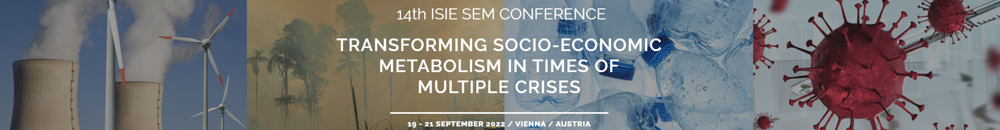 14th ISIE SEM CONFERENCE
TRANSFORMING SOCIO-ECONOMIC
METABOLISM IN TIMES OF
MULTIPLE CRISES
19 - 21 SEPTEMBER 2022 / VIENNA / AUSTRIA